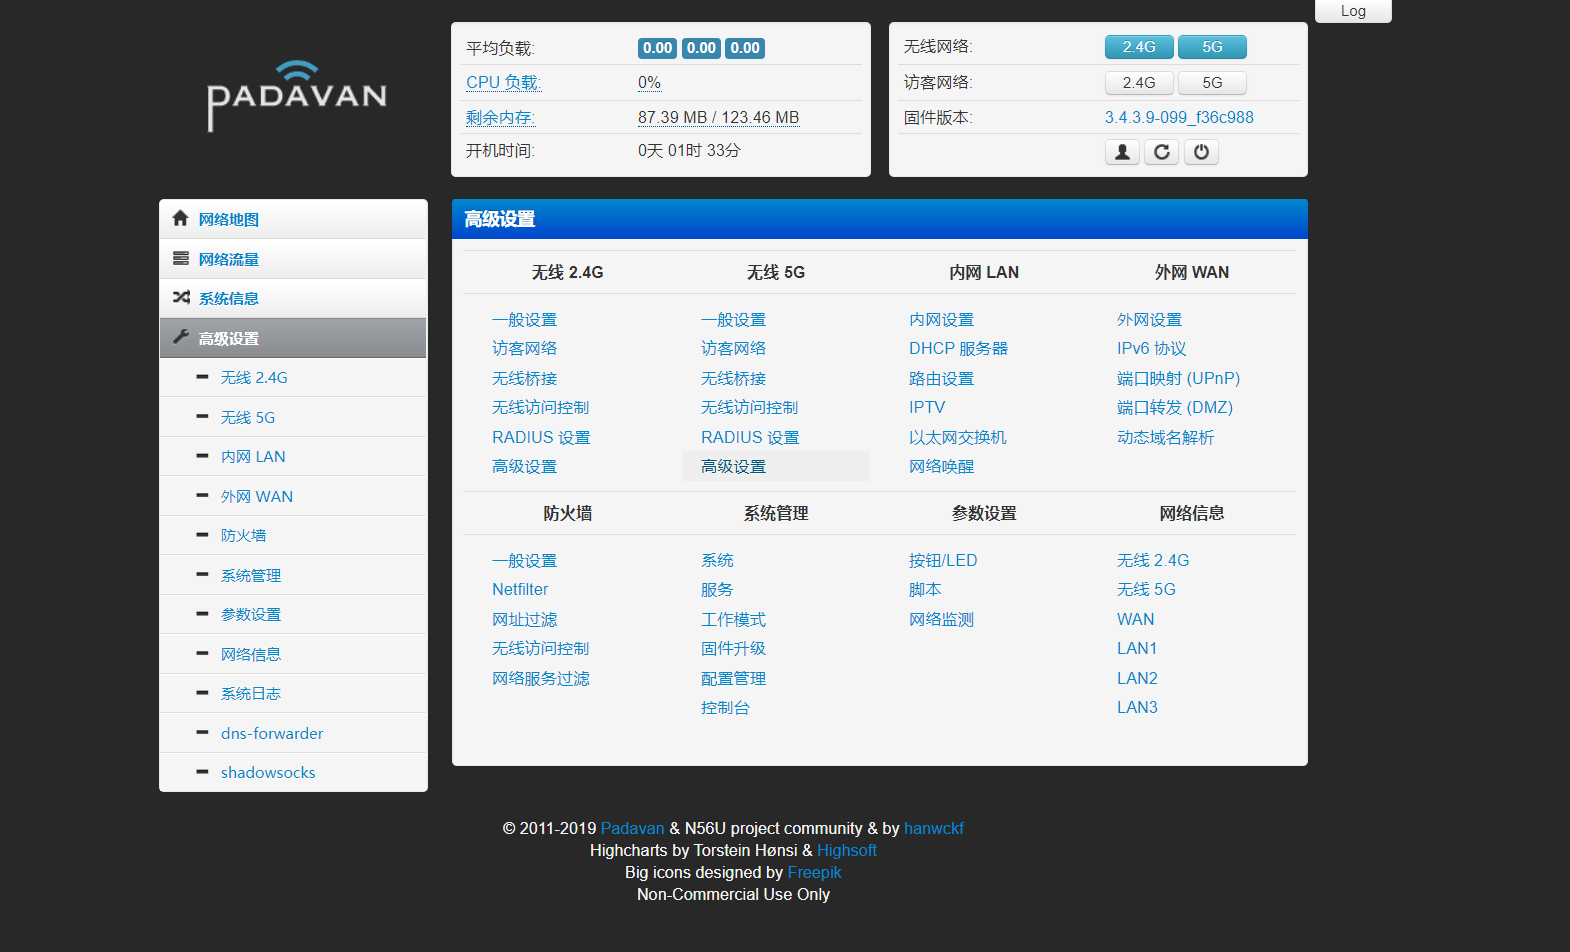 Log
PADAVAN
平均负载: 0.00 0.00 0.00
CPU 负载: 0%
剩余内存: 87.39 MB / 123.46 MB
开机时间: 0天 01时 33分
无线网络: 2.4G 5G
访客网络: 2.4G 5G
固件版本: 3.4.3.9-099_f36c988
网络地图
网络流量
系统信息
高级设置
无线 2.4G
无线 5G
内网 LAN
外网 WAN
防火墙
系统管理
参数设置
网络信息
系统日志
dns-forwarder
shadowsocks
高级设置
无线 2.4G 无线 5G 内网 LAN 外网 WAN
一般设置 一般设置 内网设置 外网设置
访客网络 访客网络 DHCP 服务器 IPv6 协议
无线桥接 无线桥接 路由设置 端口映射 (UPnP)
无线访问控制 无线访问控制 IPTV 端口转发 (DMZ)
RADIUS 设置 RADIUS 设置 以太网交换机 动态域名解析
高级设置 高级设置 网络唤醒
防火墙 系统管理 参数设置 网络信息
一般设置 系统 按钮/LED 无线 2.4G
Netfilter 服务 脚本 无线 5G
网址过滤 工作模式 网络监测 WAN
无线访问控制 固件升级 LAN1
网络服务过滤 配置管理 LAN2
控制台 LAN3
© 2011-2019 Padavan & N56U project community & by hanwckf
Highcharts by Torstein Hønsi & Highsoft
Big icons designed by Freepik
Non-Commercial Use Only